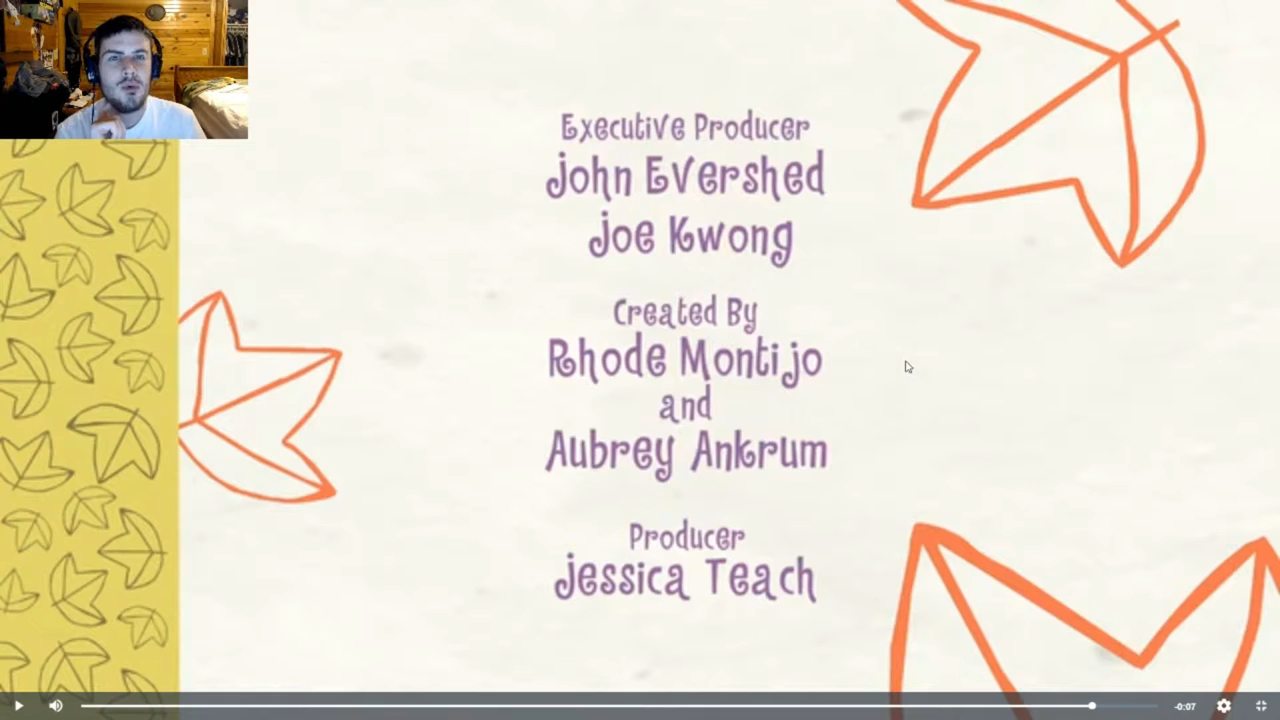 Executive Producer
John Evershed
Joe Kwong
Created By
Rhode Montijo
and
Aubrey Ankrum
Producer
Jessica Teach
-0:07